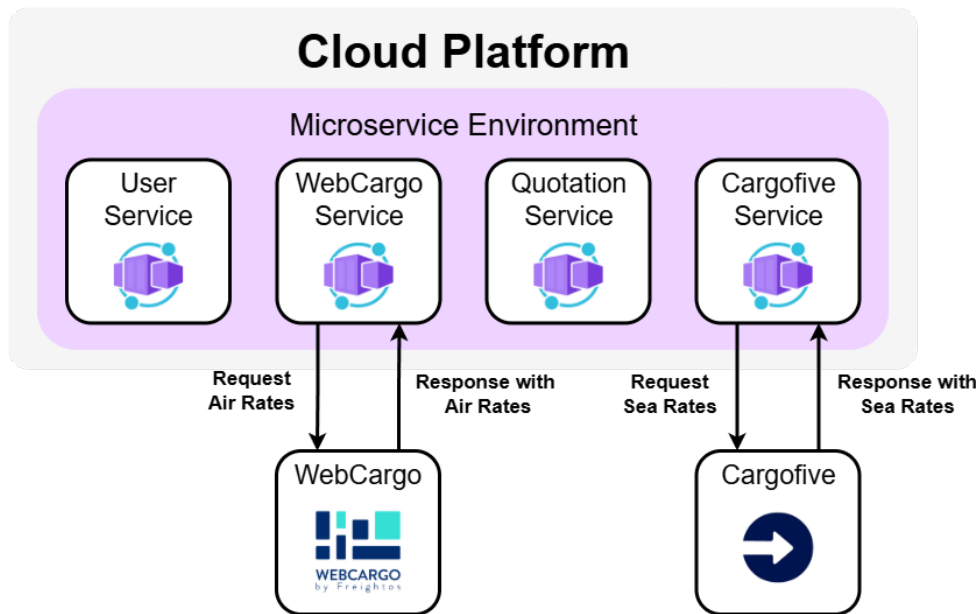 Cloud Platform
Microservice Environment
User
Service
WebCargo
Service
Quotation
Service
Cargofive
Service
Request
Air Rates
Response with
Air Rates
Request
Sea Rates
Response with
Sea Rates
WebCargo
WEBCARGO
by Freightos
Cargofive